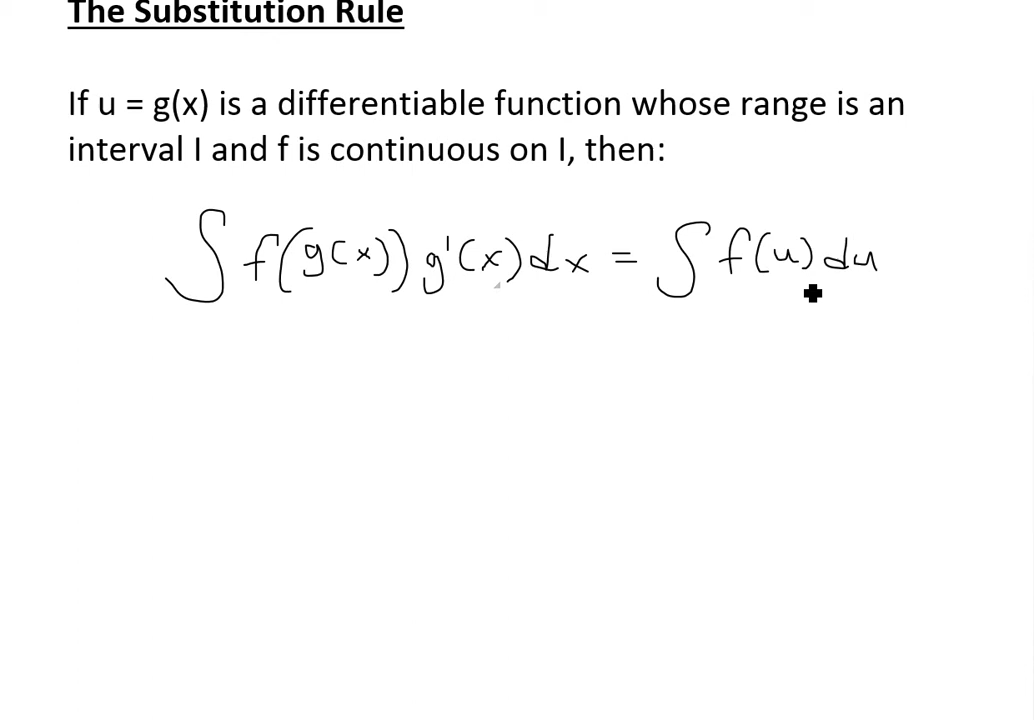 The Substitution Rule
If u = g(x) is a differentiable function whose range is an
interval I and f is continuous on I, then:
∫ f(g(x)) g'(x) dx = ∫ f(u) du